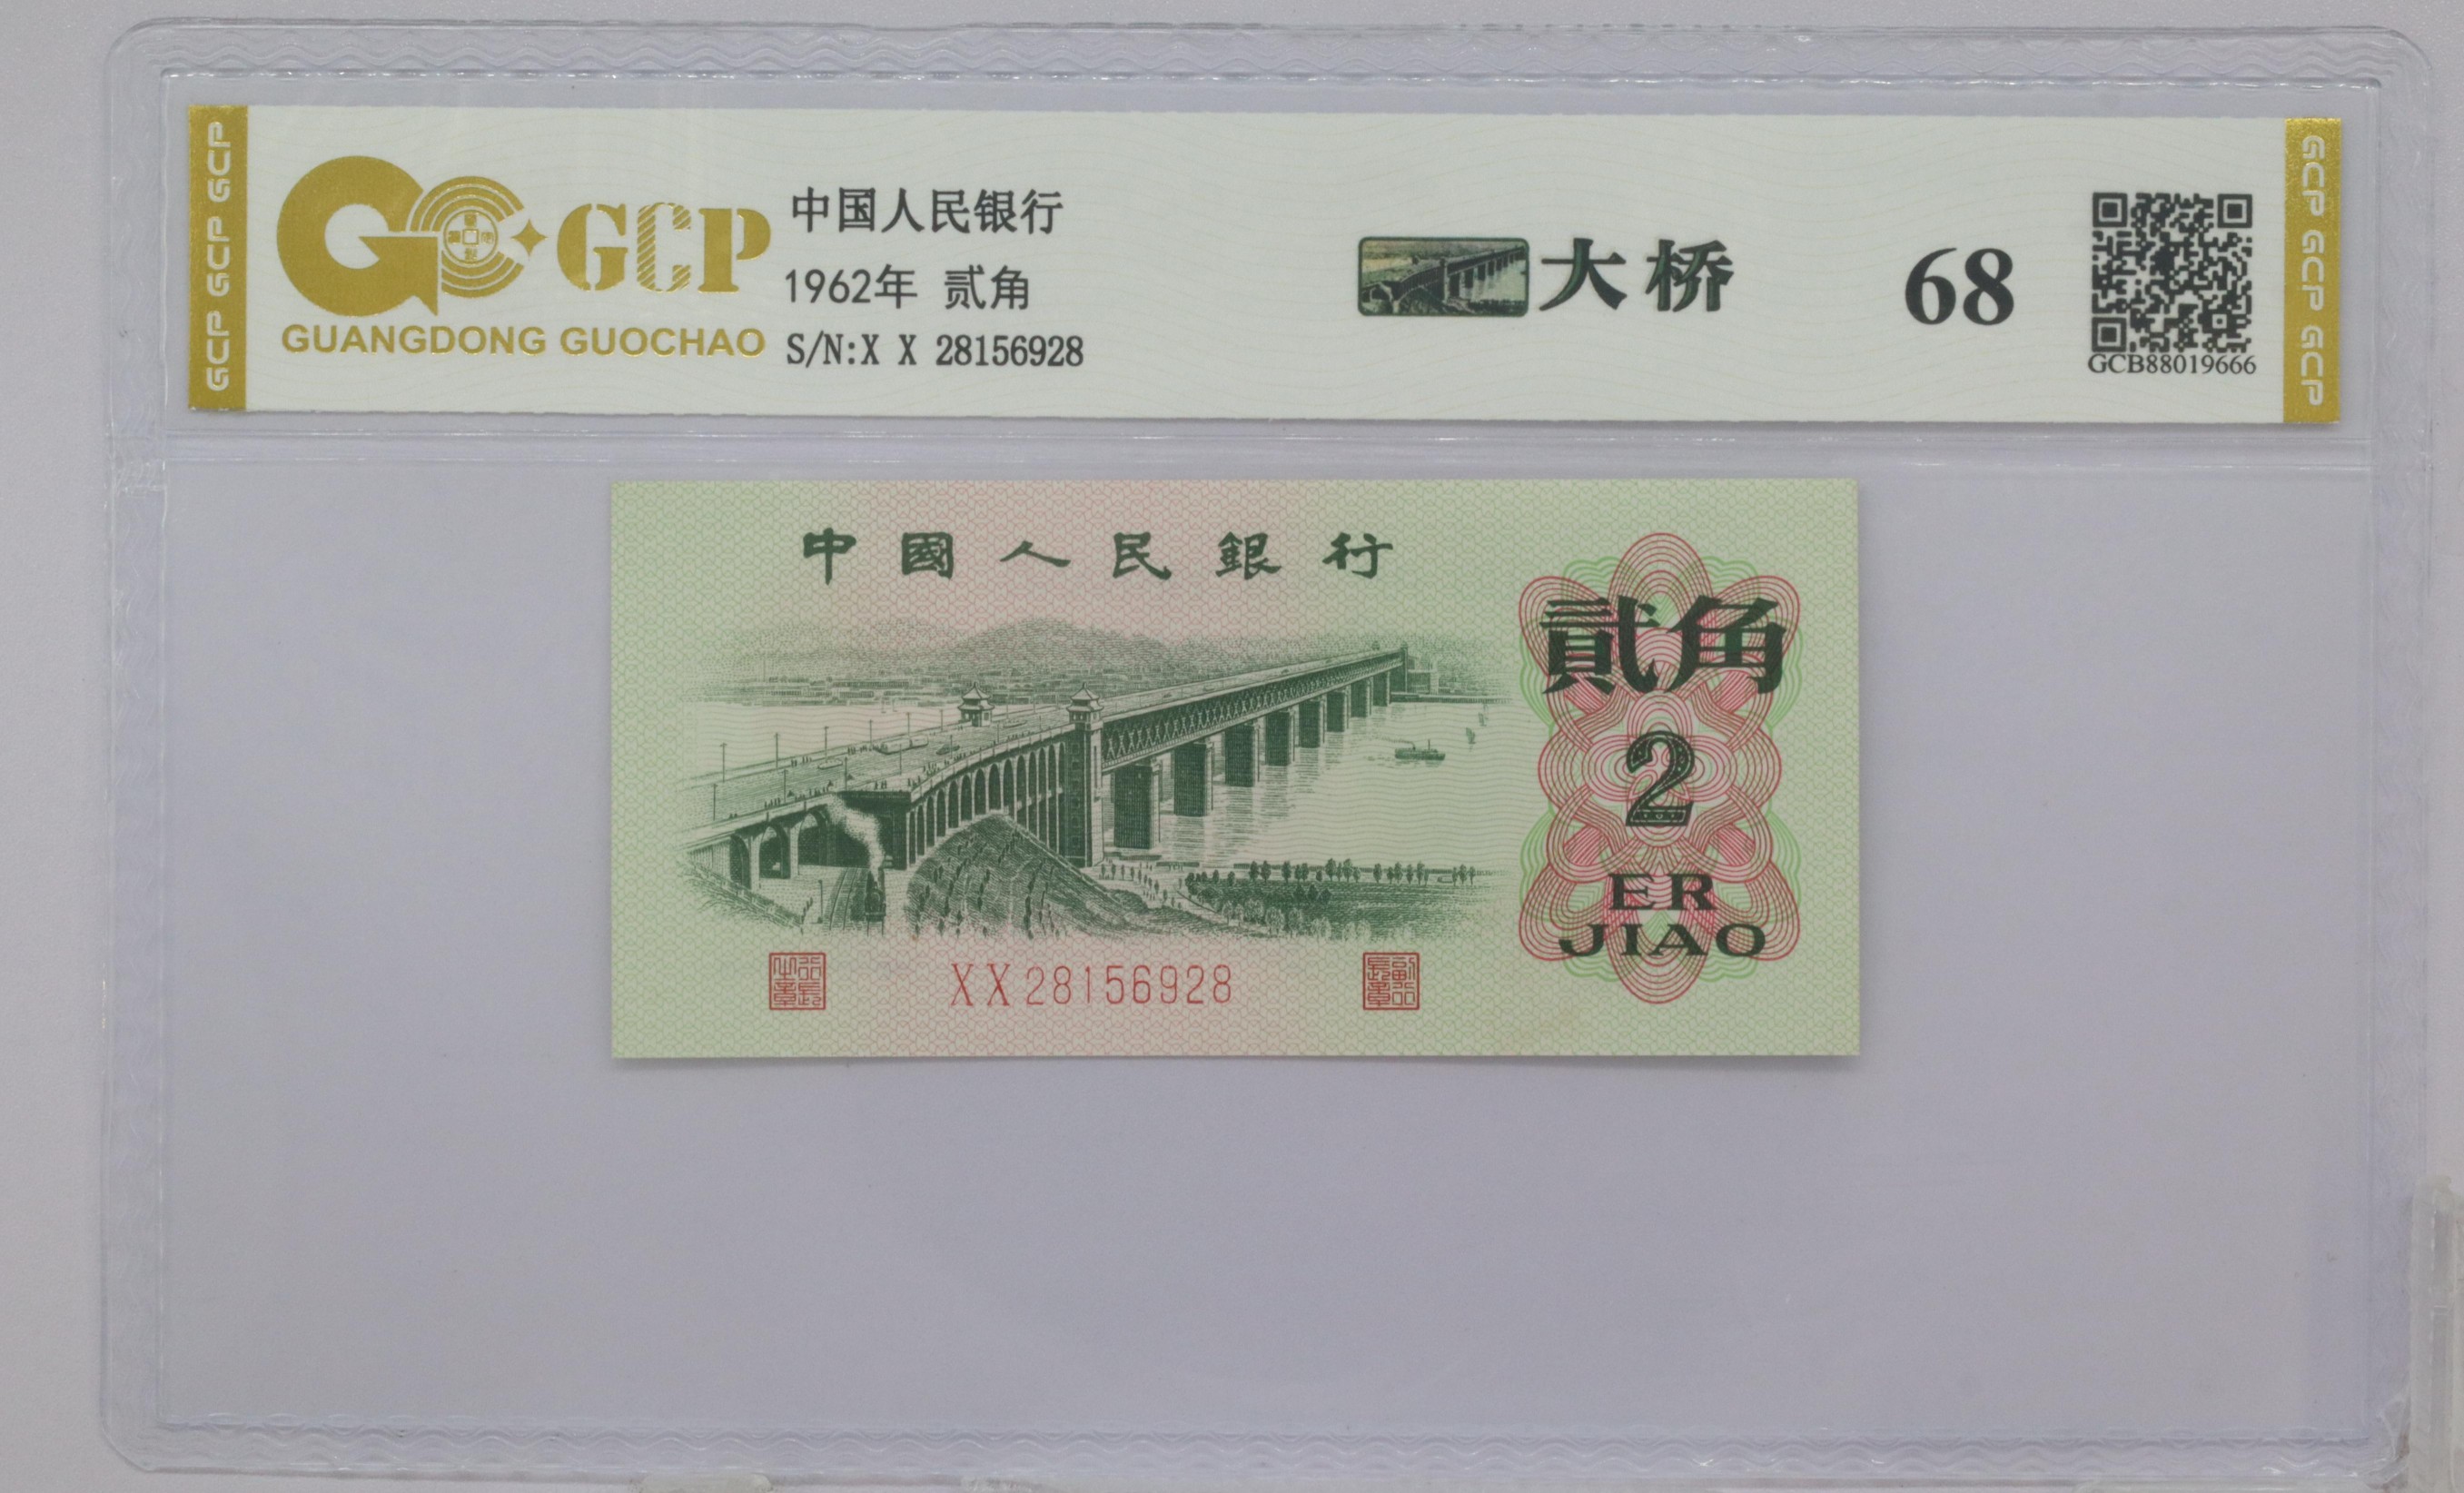 GCP GCP GCP
GCP
GUANGDONG GUOCHAO
中国人民银行
1962年 贰角
S/N:X X 28156928
大桥
68
GCB88019666
GCP GCP GCP
中國人民銀行
貳角
2
ER
JIAO
XX28156928